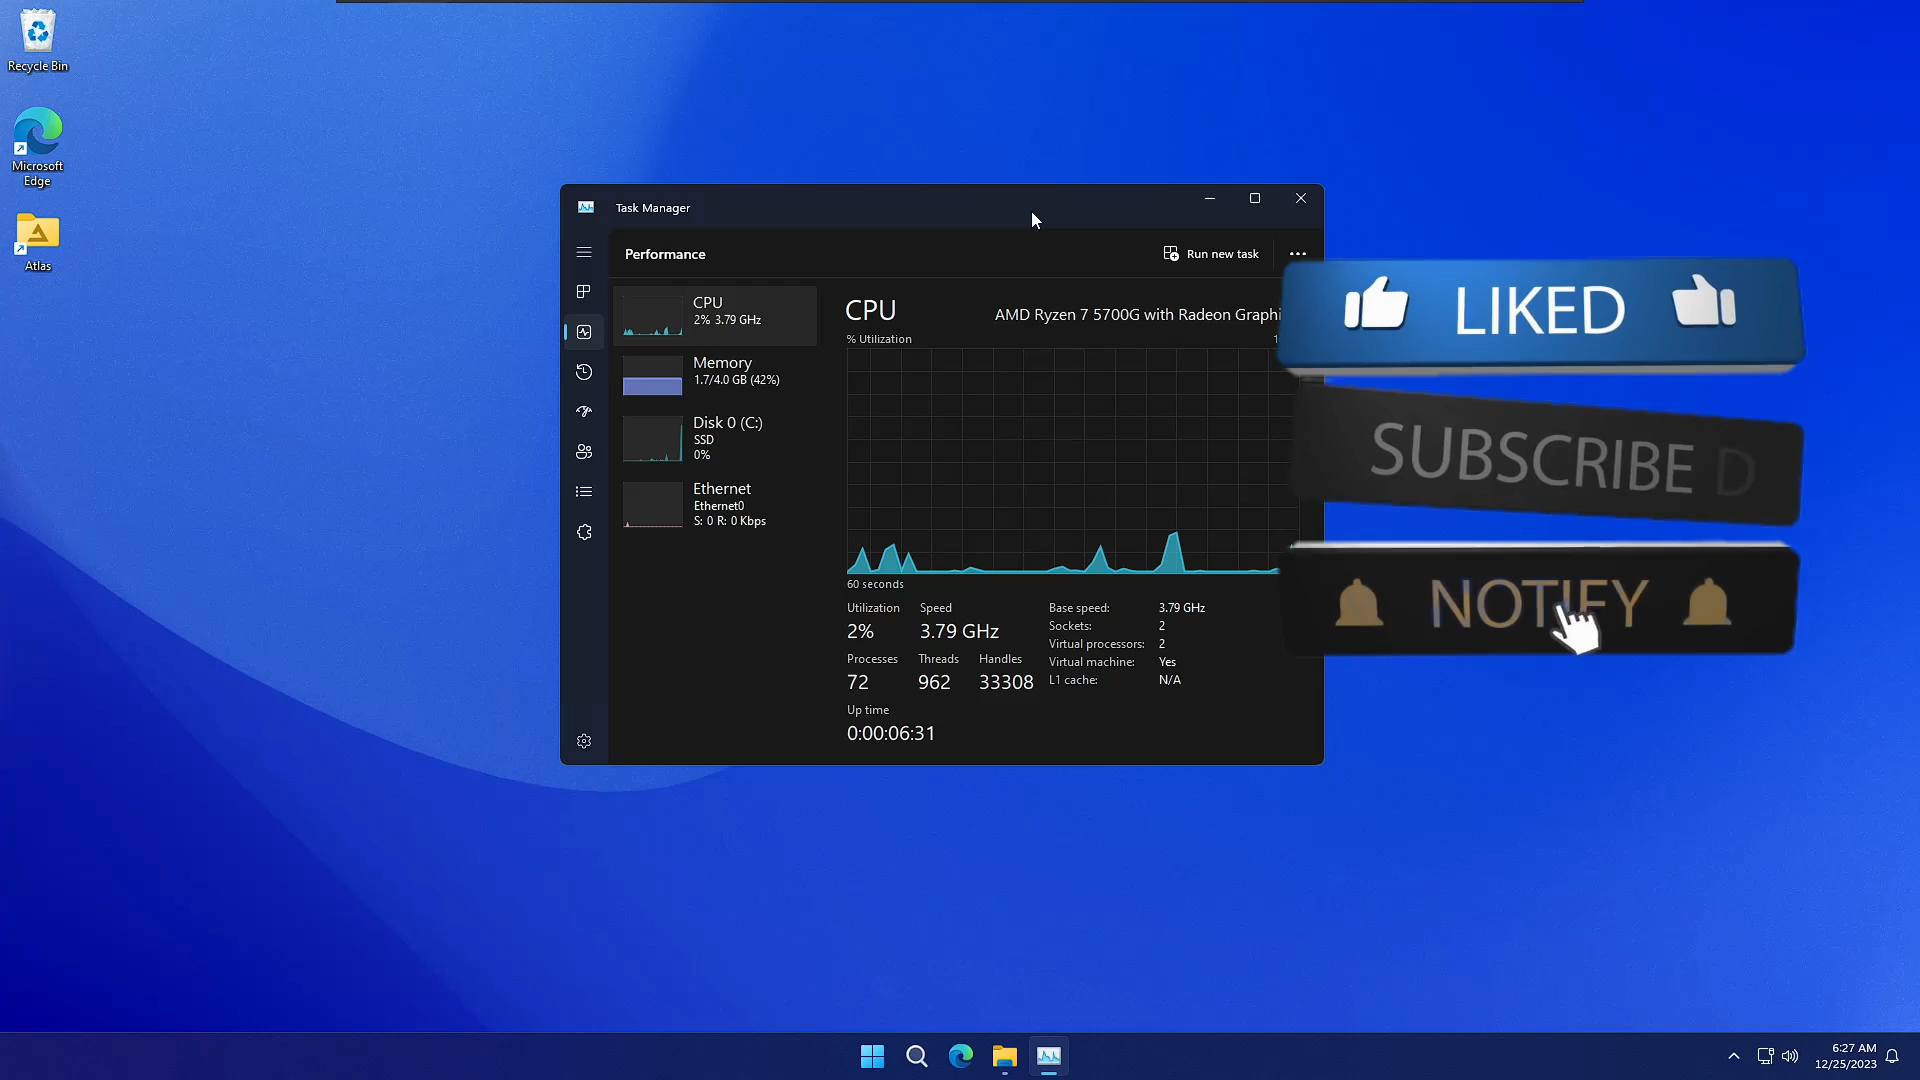 Recycle Bin
Microsoft
Edge
Atlas
Task Manager
Performance
Run new task
CPU
2% 3.79 GHz
Memory
1.7/4.0 GB (42%)
Disk 0 (C:)
SSD
0%
Ethernet
Ethernet0
S: 0 R: 0 Kbps
CPU
AMD Ryzen 7 5700G with Radeon Graphi
% Utilization
60 seconds
Utilization
Speed
2%
3.79 GHz
Processes
Threads
Handles
72
962
33308
Up time
0:00:06:31
Base speed: 3.79 GHz
Sockets: 2
Virtual processors: 2
Virtual machine: Yes
L1 cache: N/A
LIKED
SUBSCRIBE D
NOTIFY
6:27 AM
12/25/2023